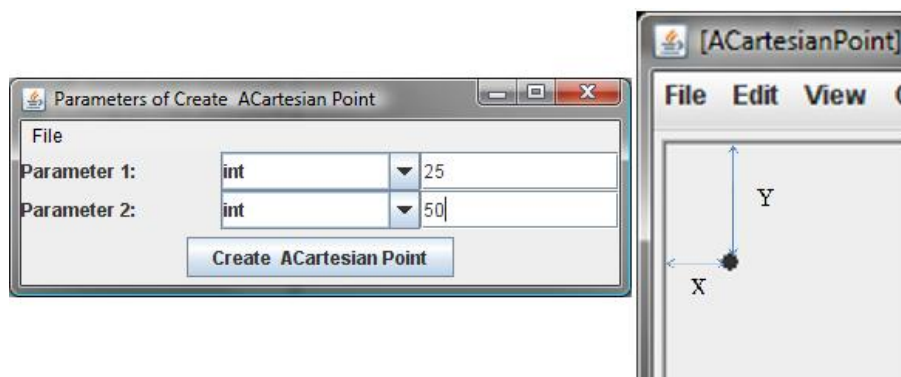 Parameters of Create ACartesian Point
File
Parameter 1: int 25
Parameter 2: int 50
Create ACartesian Point
[ACartesianPoint]
File Edit View
Y
X